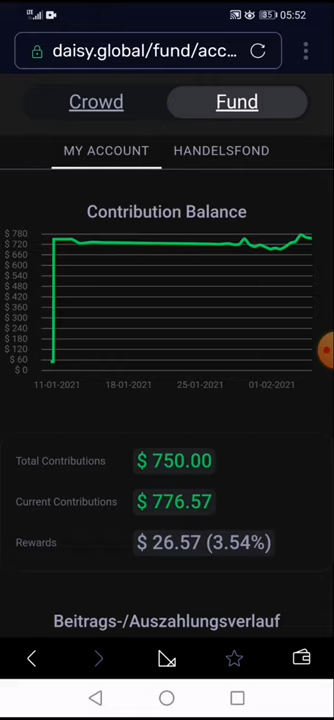 LTE 35 05:52
daisy.global/fund/acc...
Crowd Fund
MY ACCOUNT HANDELSFOND
Contribution Balance
$ 780
$ 720
$ 660
$ 600
$ 540
$ 480
$ 420
$ 360
$ 300
$ 240
$ 180
$ 120
$ 60
$ 0
11-01-2021 18-01-2021 25-01-2021 01-02-2021
Total Contributions $ 750.00
Current Contributions $ 776.57
Rewards $ 26.57 (3.54%)
Beitrags-/Auszahlungsverlauf